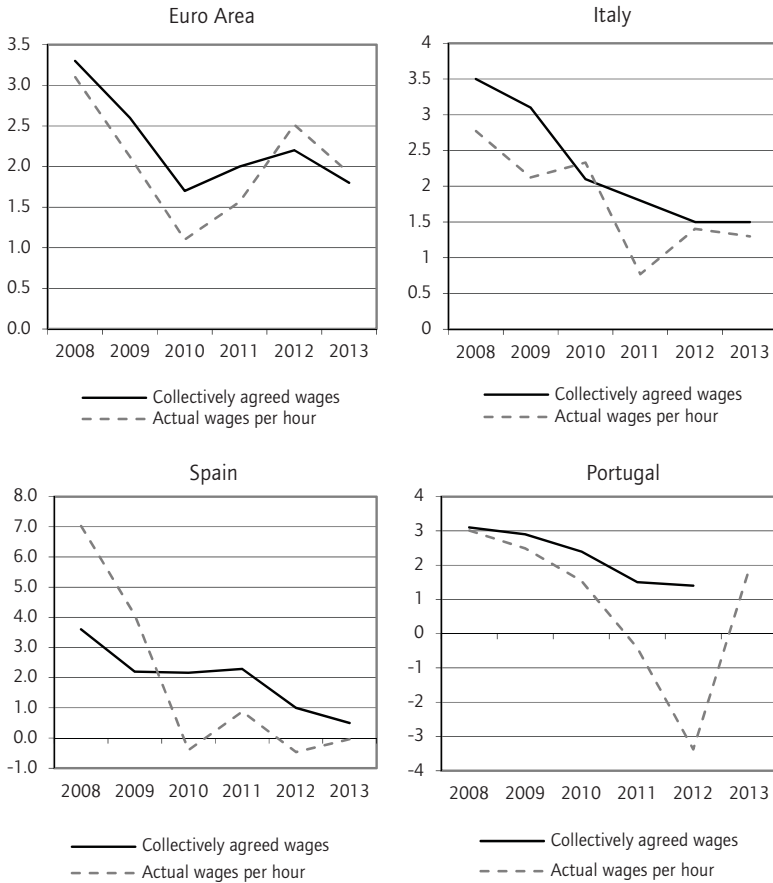 Euro Area
3.5
3.0
2.5
2.0
1.5
1.0
0.5
0.0
2008 2009 2010 2011 2012 2013
Collectively agreed wages
Actual wages per hour
Italy
4
3.5
3
2.5
2
1.5
1
0.5
0
2008 2009 2010 2011 2012 2013
Collectively agreed wages
Actual wages per hour
Spain
8.0
7.0
6.0
5.0
4.0
3.0
2.0
1.0
0.0
-1.0
2008 2009 2010 2011 2012 2013
Collectively agreed wages
Actual wages per hour
Portugal
4
3
2
1
0
-1
-2
-3
-4
2008 2009 2010 2011 2012 2013
Collectively agreed wages
Actual wages per hour